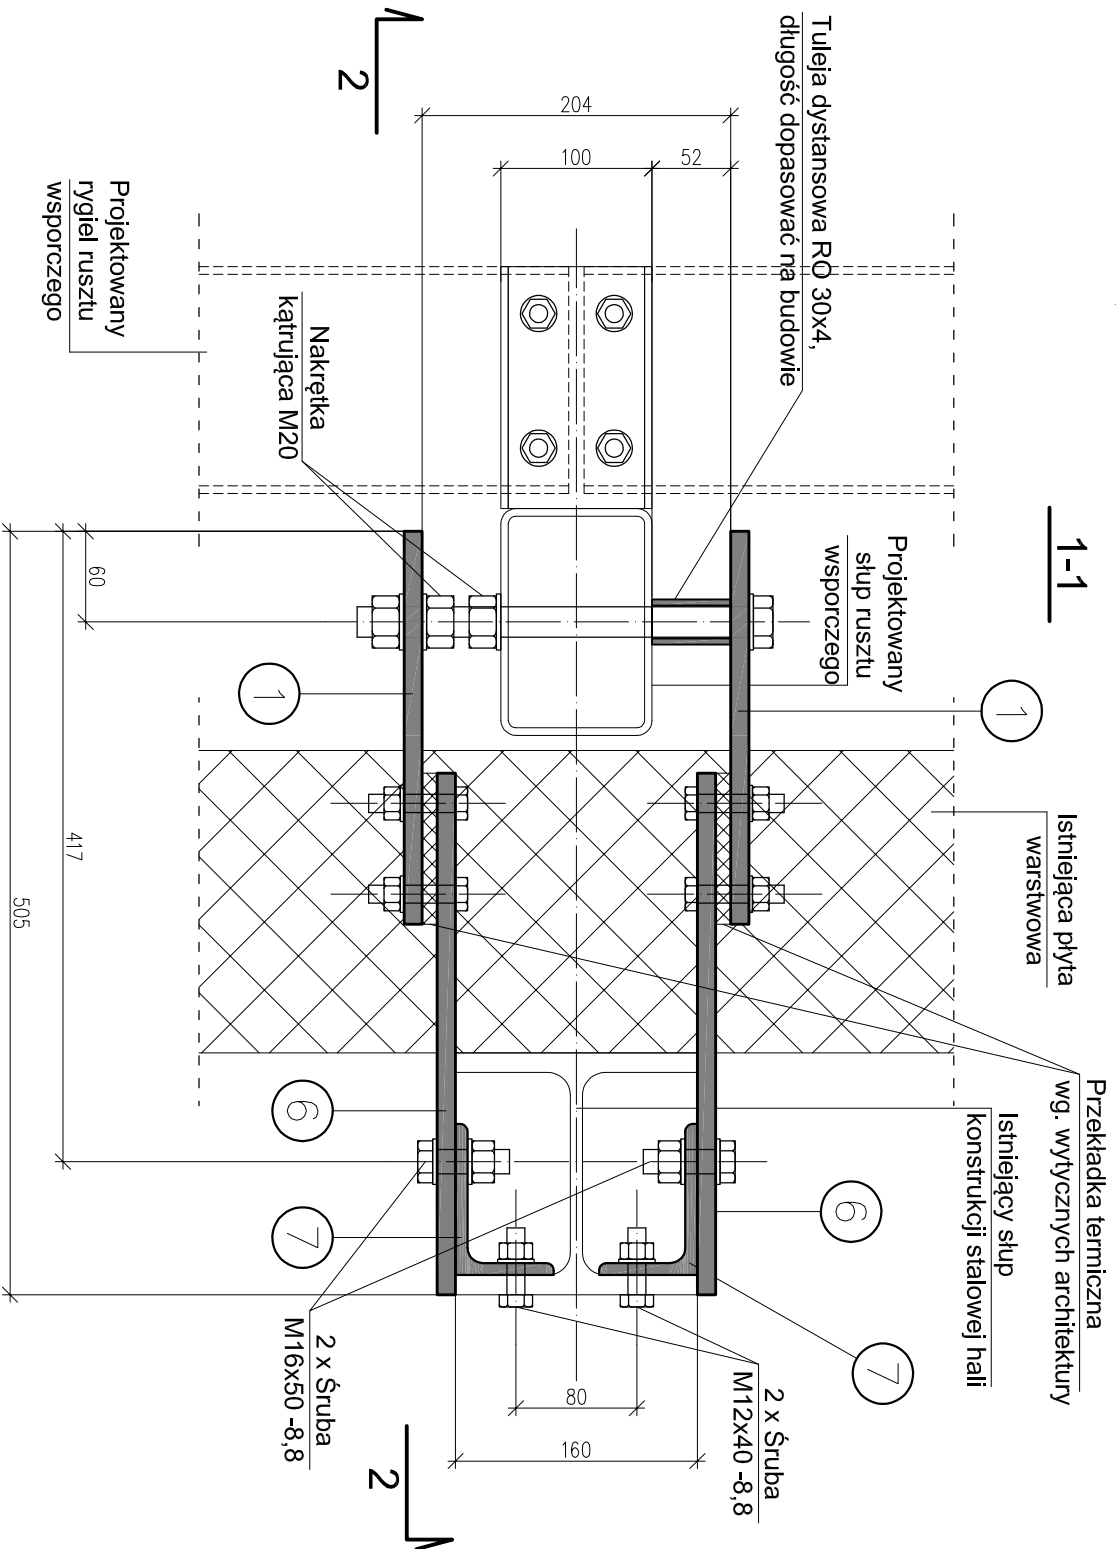 1-1
2
2
Tuleja dystansowa RO 30x4,
długość dopasować na budowie
Projektowany
słup rusztu
wsporczego
Istniejąca płyta
warstwowa
Przekładka termiczna
wg. wytycznych architektury
Istniejący słup
konstrukcji stalowej hali
2 x Śruba
M12x40 -8,8
2 x Śruba
M16x50 -8,8
Nakrętka
kątrująca M20
Projektowany
rygiel rusztu
wsporczego
1
1
6
6
7
7
204
100
52
60
417
505
80
160